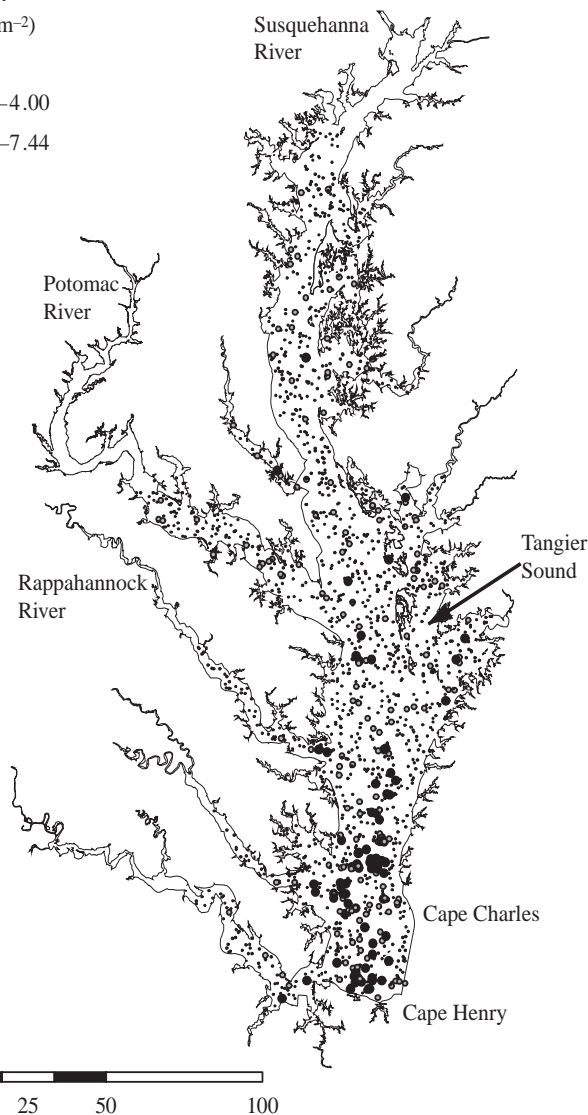 m⁻²)
–4.00
–7.44
Susquehanna
River
Potomac
River
Rappahannock
River
Tangier
Sound
Cape Charles
Cape Henry
25 50 100